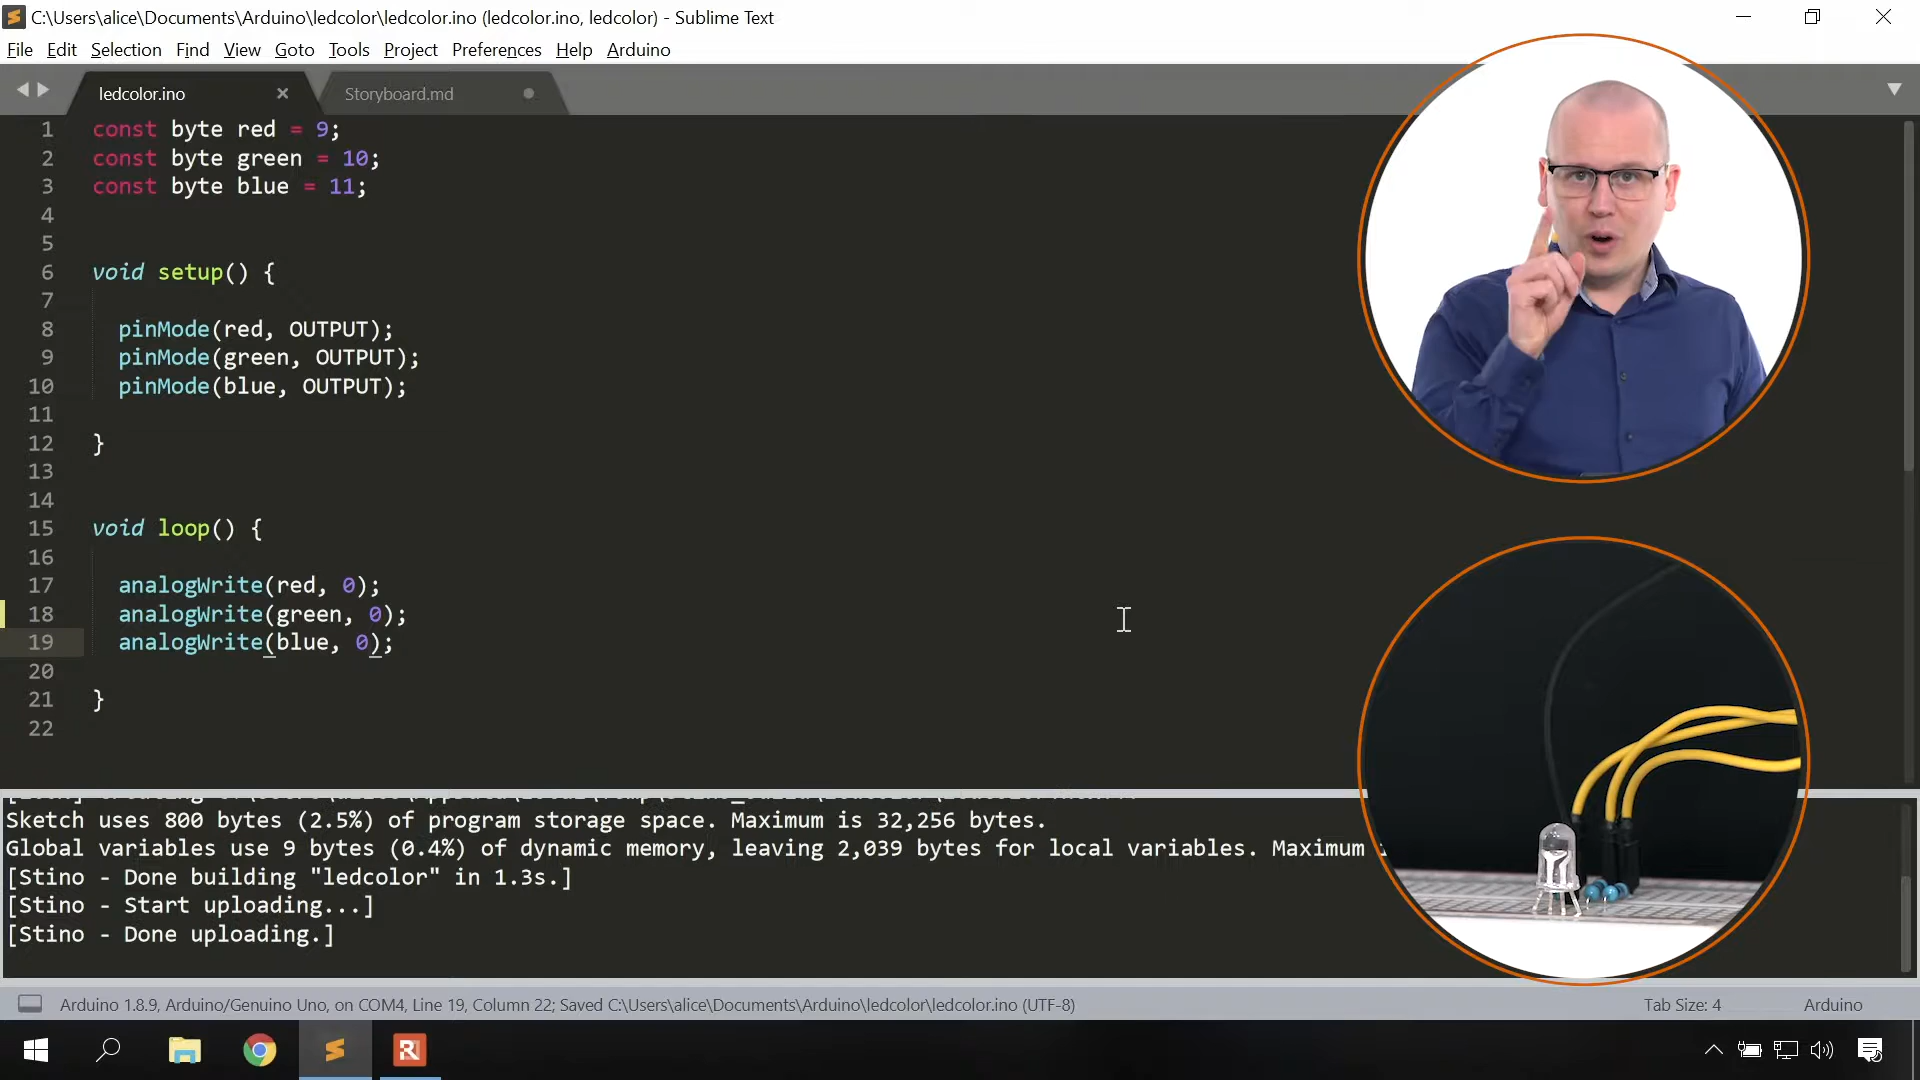 C:\Users\alice\Documents\Arduino\ledcolor\ledcolor.ino (ledcolor.ino, ledcolor) - Sublime Text
File Edit Selection Find View Goto Tools Project Preferences Help Arduino
ledcolor.ino Storyboard.md
1 const byte red = 9;
2 const byte green = 10;
3 const byte blue = 11;
4
5
6 void setup() {
7
8 pinMode(red, OUTPUT);
9 pinMode(green, OUTPUT);
10 pinMode(blue, OUTPUT);
11
12 }
13
14
15 void loop() {
16
17 analogWrite(red, 0);
18 analogWrite(green, 0);
19 analogWrite(blue, 0);
20
21 }
22
Sketch uses 800 bytes (2.5%) of program storage space. Maximum is 32,256 bytes.
Global variables use 9 bytes (0.4%) of dynamic memory, leaving 2,039 bytes for local variables. Maximum
[Stino - Done building "ledcolor" in 1.3s.]
[Stino - Start uploading...]
[Stino - Done uploading.]
Arduino 1.8.9, Arduino/Genuino Uno, on COM4, Line 19, Column 22; Saved C:\Users\alice\Documents\Arduino\ledcolor\ledcolor.ino (UTF-8) Tab Size: 4 Arduino